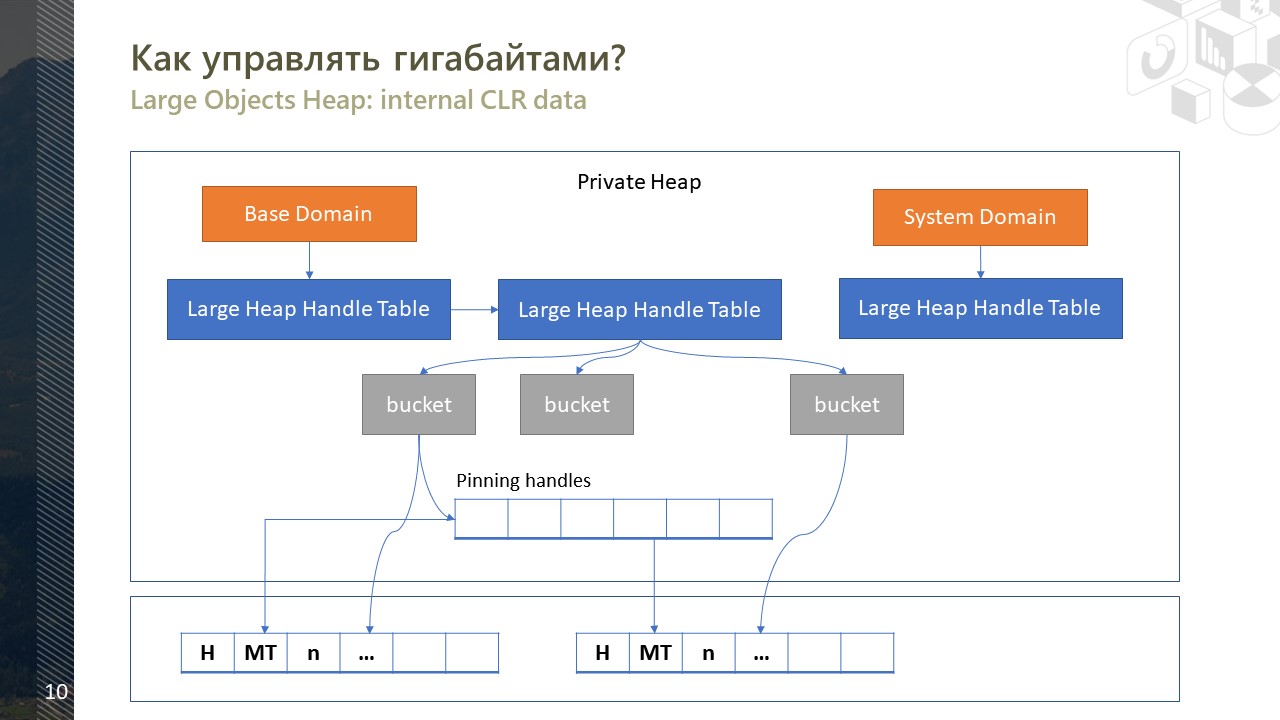 Как управлять гигабайтами?
Large Objects Heap: internal CLR data
Private Heap
Base Domain
System Domain
Large Heap Handle Table
Large Heap Handle Table
Large Heap Handle Table
bucket
bucket
bucket
Pinning handles
H MT n ...
H MT n ...
10